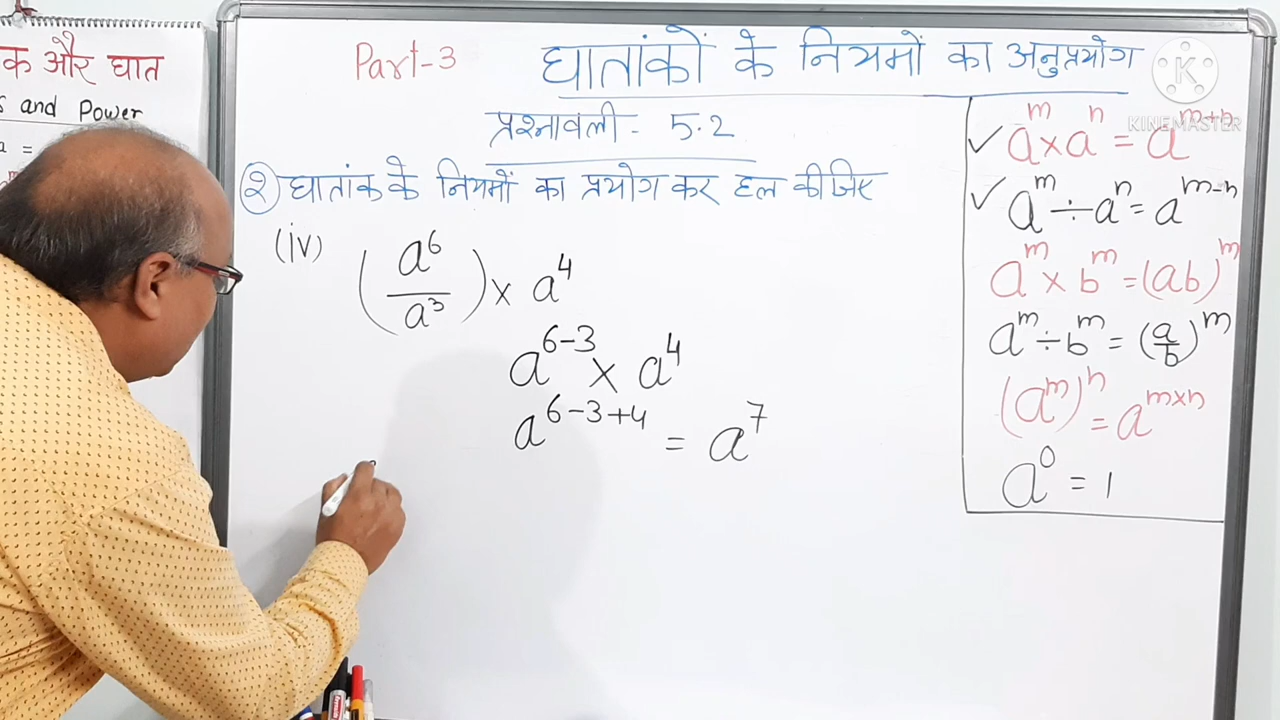 क और घात
s and Power
a =
Part-3
घातांकों के नियमों का अनुप्रयोग
प्रश्नावली - 5.2
२ घातांक के नियमों का प्रयोग कर हल कीजिए
(iv) (a⁶/a³) × a⁴
a⁶⁻³ × a⁴
a⁶⁻³⁺⁴ = a⁷
✓ aᵐ × aⁿ = aᵐ⁺ⁿ
✓ aᵐ ÷ aⁿ = aᵐ⁻ⁿ
aᵐ × bᵐ = (ab)ᵐ
aᵐ ÷ bᵐ = (a/b)ᵐ
(aᵐ)ⁿ = aᵐˣⁿ
a⁰ = 1
K
KINEMASTER